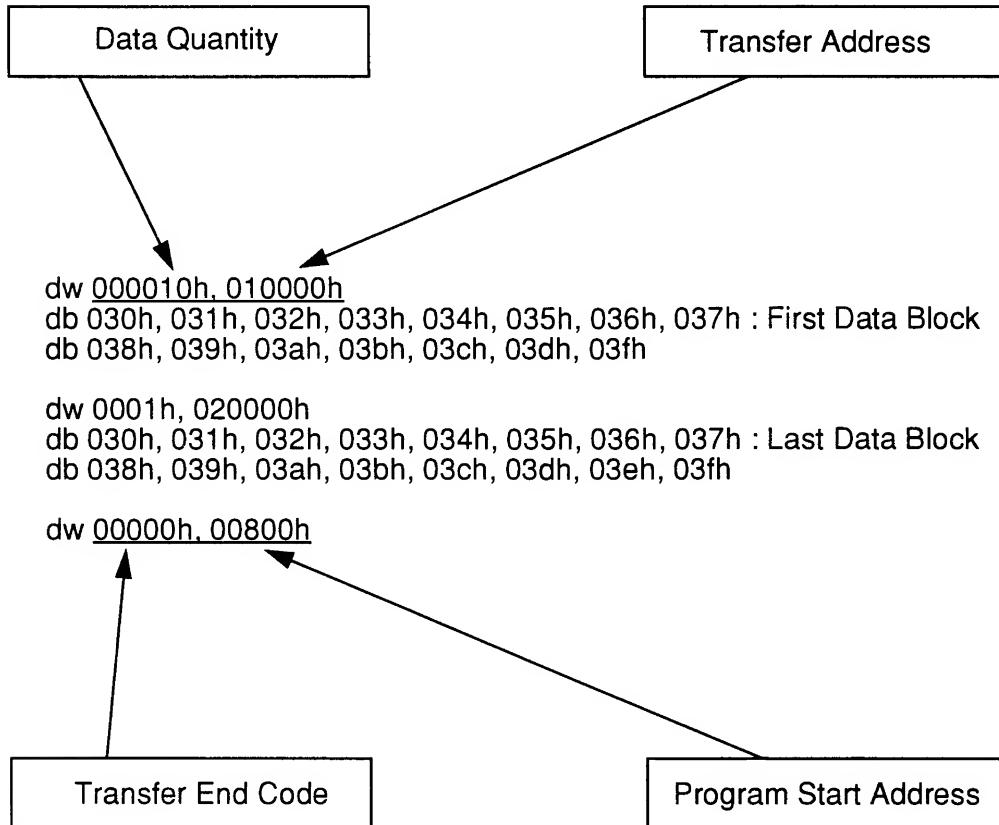 Data Quantity
Transfer Address
dw 000010h, 010000h
db 030h, 031h, 032h, 033h, 034h, 035h, 036h, 037h : First Data Block
db 038h, 039h, 03ah, 03bh, 03ch, 03dh, 03fh
dw 0001h, 020000h
db 030h, 031h, 032h, 033h, 034h, 035h, 036h, 037h : Last Data Block
db 038h, 039h, 03ah, 03bh, 03ch, 03dh, 03eh, 03fh
dw 00000h, 00800h
Transfer End Code
Program Start Address